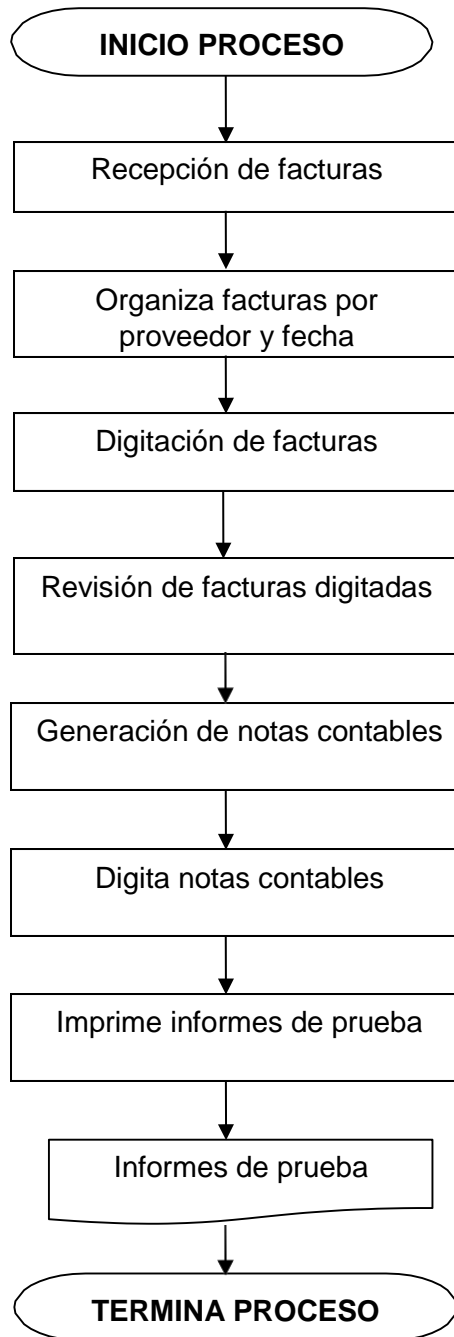 INICIO PROCESO
Recepción de facturas
Organiza facturas por
proveedor y fecha
Digitación de facturas
Revisión de facturas digitadas
Generación de notas contables
Digita notas contables
Imprime informes de prueba
Informes de prueba
TERMINA PROCESO